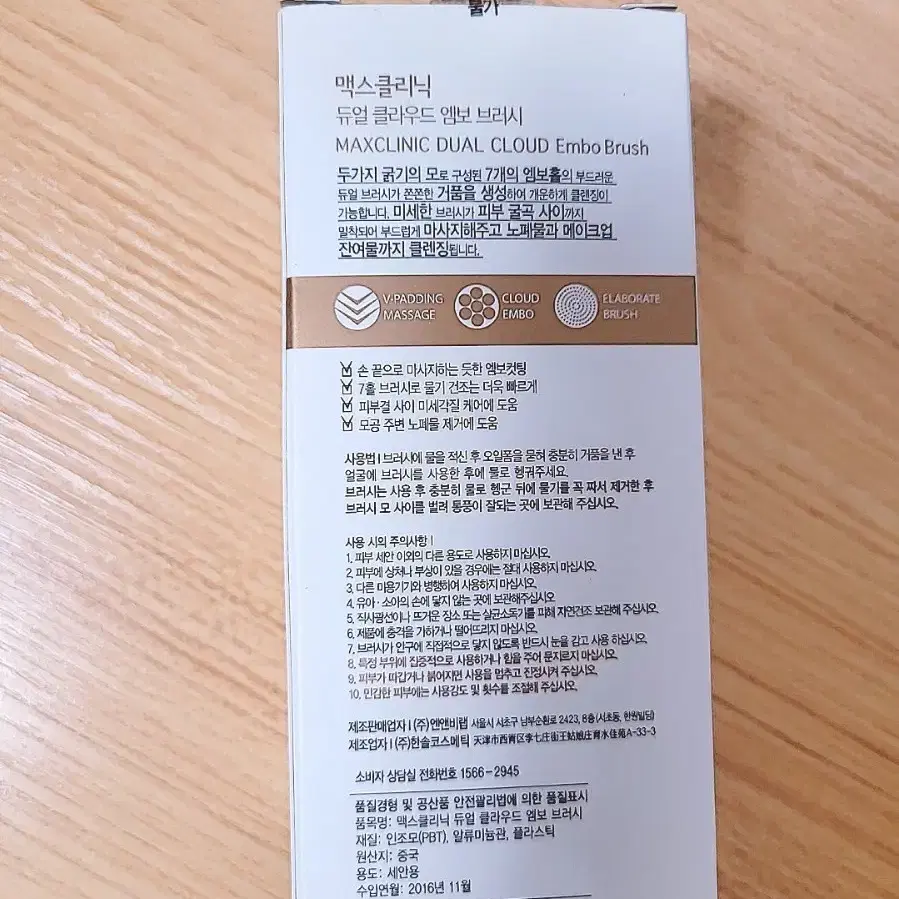 물가
맥스클리닉
듀얼 클라우드 엠보 브러시
MAXCLINIC DUAL CLOUD Embo Brush
두가지 굵기의 모로 구성된 7개의 엠보홀의 부드러운
듀얼 브러시가 쫀쫀한 거품을 생성하여 개운하게 클렌징이
가능합니다. 미세한 브러시가 피부 굴곡 사이까지
밀착되어 부드럽게 마사지해주고 노폐물과 메이크업
잔여물까지 클렌징됩니다.
V-PADDING MASSAGE
CLOUD EMBO
ELABORATE BRUSH
손 끝으로 마사지하는 듯한 엠보컷팅
7홀 브러시로 물기 건조는 더욱 빠르게
피부결 사이 미세각질 케어에 도움
모공 주변 노폐물 제거에 도움
사용법 | 브러시에 물을 적신 후 오일폼을 묻혀 충분히 거품을 낸 후
얼굴에 브러시를 사용한 후에 물로 헹궈주세요.
브러시는 사용 후 충분히 물로 헹군 뒤에 물기를 꼭 짜서 제거한 후
브러시 모 사이를 벌려 통풍이 잘되는 곳에 보관해 주십시오.
사용 시의 주의사항 |
1. 피부 세안 이외의 다른 용도로 사용하지 마십시오.
2. 피부에 상처나 부상이 있을 경우에는 절대 사용하지 마십시오.
3. 다른 미용기기와 병행하여 사용하지 마십시오.
4. 유아·소아의 손에 닿지 않는 곳에 보관해주십시오.
5. 직사광선이나 뜨거운 장소 또는 살균소독기를 피해 자연건조 보관해 주십시오.
6. 제품에 충격을 가하거나 떨어뜨리지 마십시오.
7. 브러시가 안구에 직접적으로 닿지 않도록 반드시 눈을 감고 사용 하십시오.
8. 특정 부위에 집중적으로 사용하거나 힘을 주어 문지르지 마십시오.
9. 피부가 따갑거나 붉어지면 사용을 멈추고 진정시켜 주십시오.
10. 민감한 피부에는 사용강도 및 횟수를 조절해 주십시오.
제조판매업자 | (주)엔앤비랩 서울시 서초구 남부순환로 2423, 8층(서초동, 한원빌딩)
제조업자 | (주)한솔코스메틱 天津市西青区李七庄街王姑娘庄育水佳苑A-33-3
소비자 상담실 전화번호 1566-2945
품질경형 및 공산품 안전괄리법에 의한 품질표시
품목명: 맥스클리닉 듀얼 클라우드 엠보 브러시
재질: 인조모(PBT), 알류미늄관, 플라스틱
원산지: 중국
용도: 세안용
수입연월: 2016년 11월